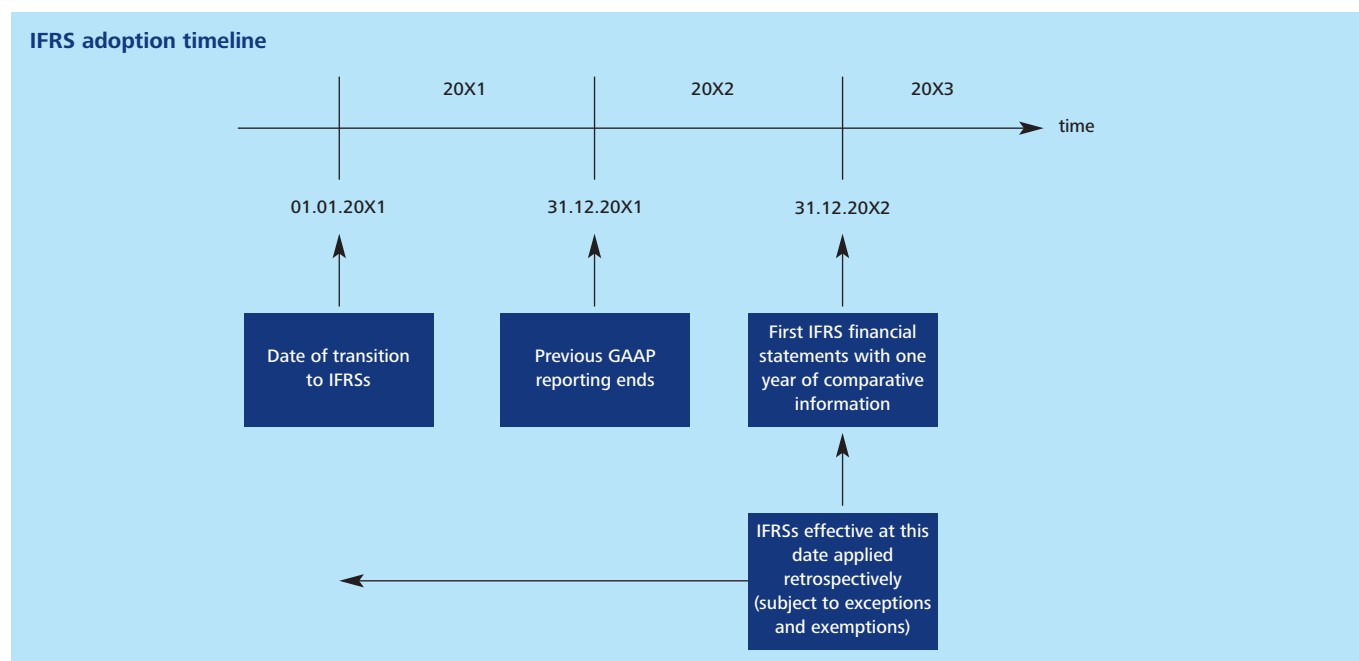 IFRS adoption timeline
20X1
20X2
20X3
time
01.01.20X1
31.12.20X1
31.12.20X2
Date of transition
to IFRSs
Previous GAAP
reporting ends
First IFRS financial
statements with one
year of comparative
information
IFRSs effective at this
date applied
retrospectively
(subject to exceptions
and exemptions)